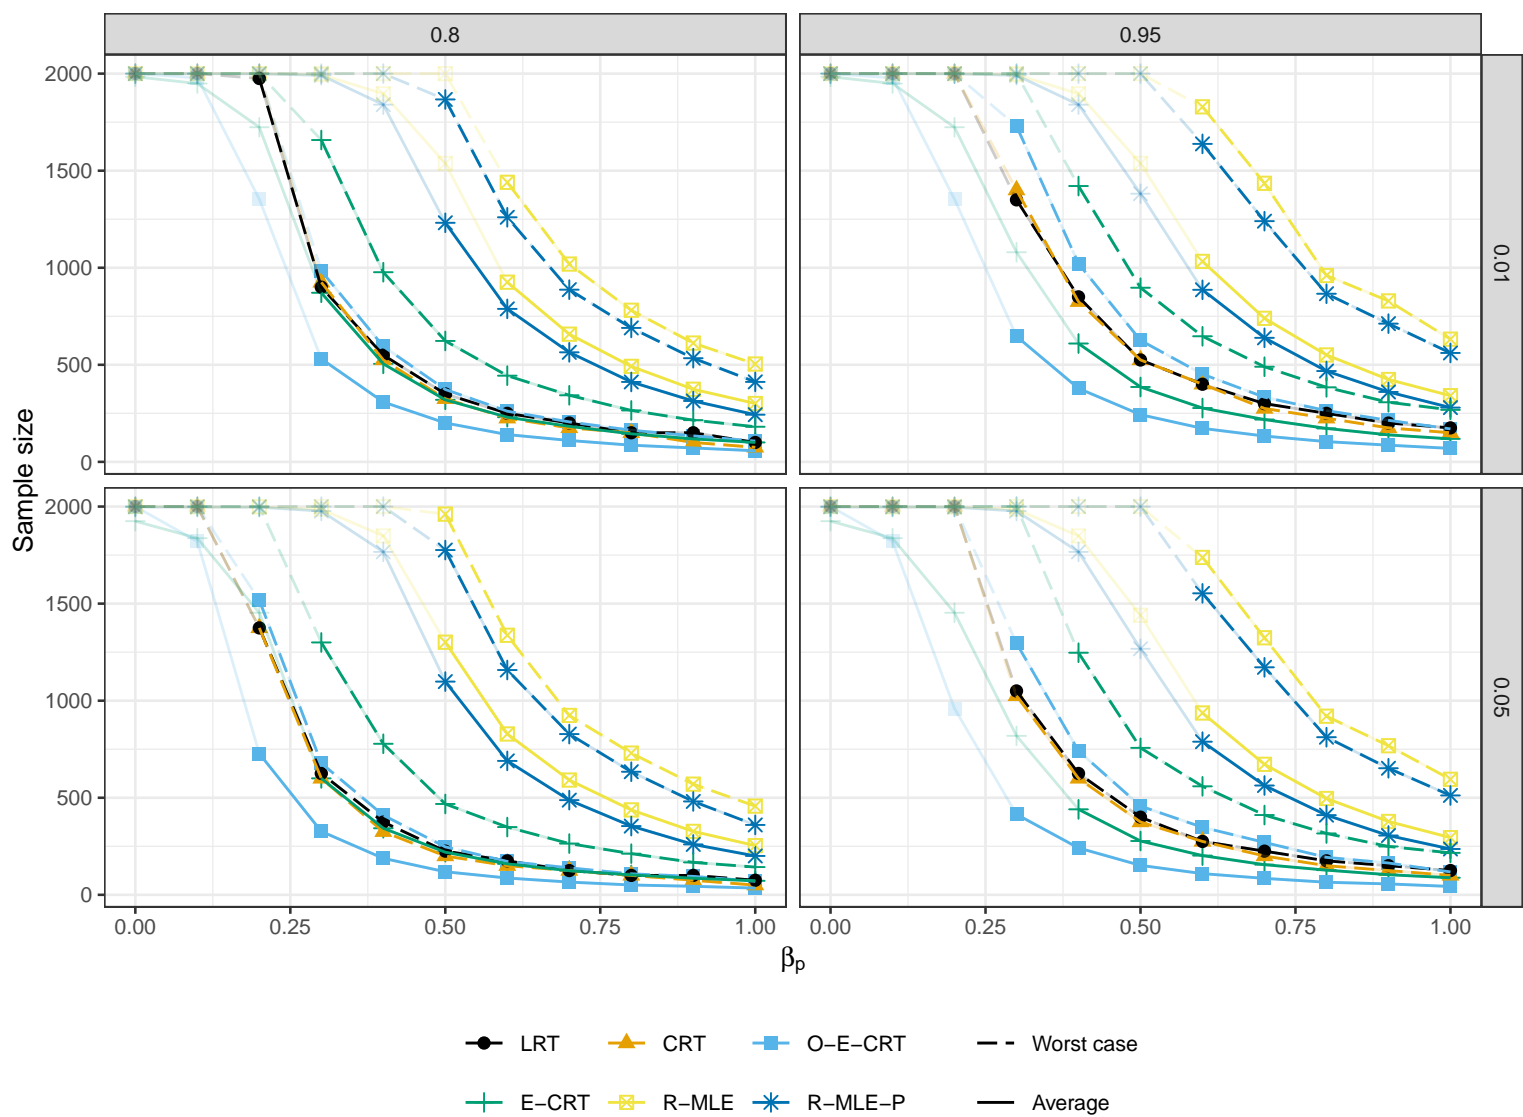 0.8 0.95
2000
1500
1000
500
0
0.01
2000
1500
1000
500
0
0.05
Sample size
0.00 0.25 0.50 0.75 1.00 0.00 0.25 0.50 0.75 1.00
βp
LRT CRT O−E−CRT Worst case
E−CRT R−MLE R−MLE−P Average